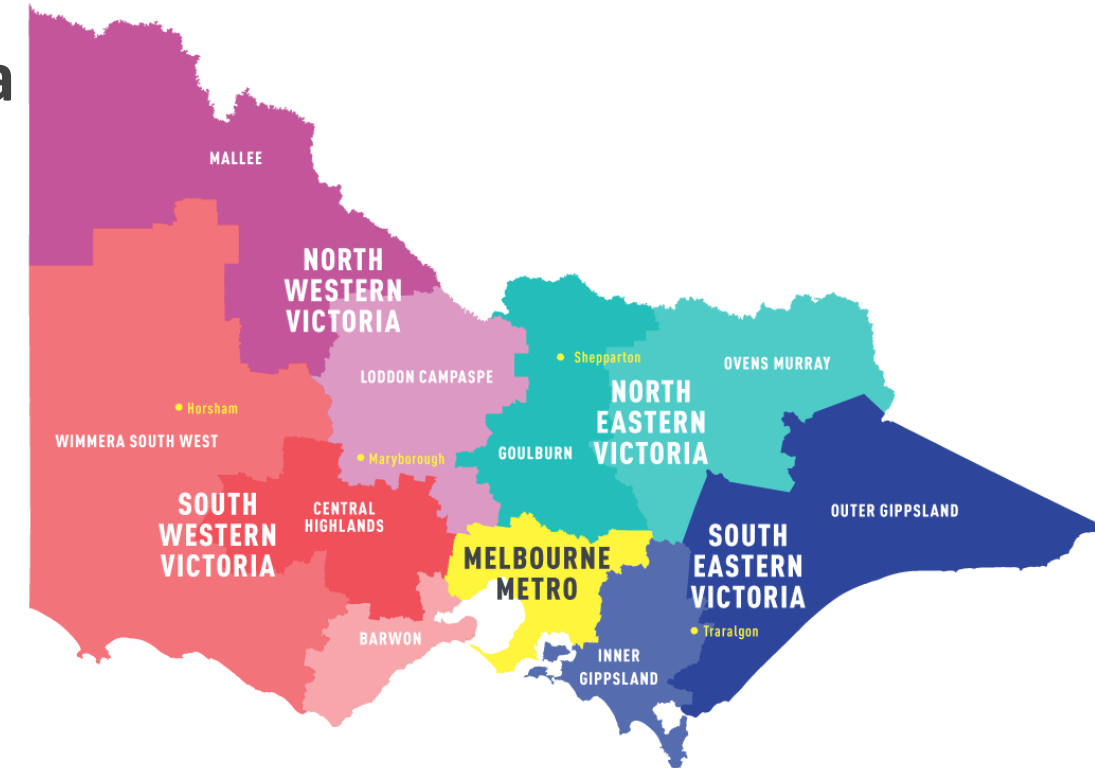 a
MALLEE
NORTH
WESTERN
VICTORIA
LODDON CAMPASPE
Shepparton
OVENS MURRAY
NORTH
EASTERN
VICTORIA
Horsham
WIMMERA SOUTH WEST
Maryborough
GOULBURN
SOUTH
WESTERN
VICTORIA
CENTRAL
HIGHLANDS
OUTER GIPPSLAND
SOUTH
EASTERN
VICTORIA
MELBOURNE
METRO
BARWON
Traralgon
INNER
GIPPSLAND